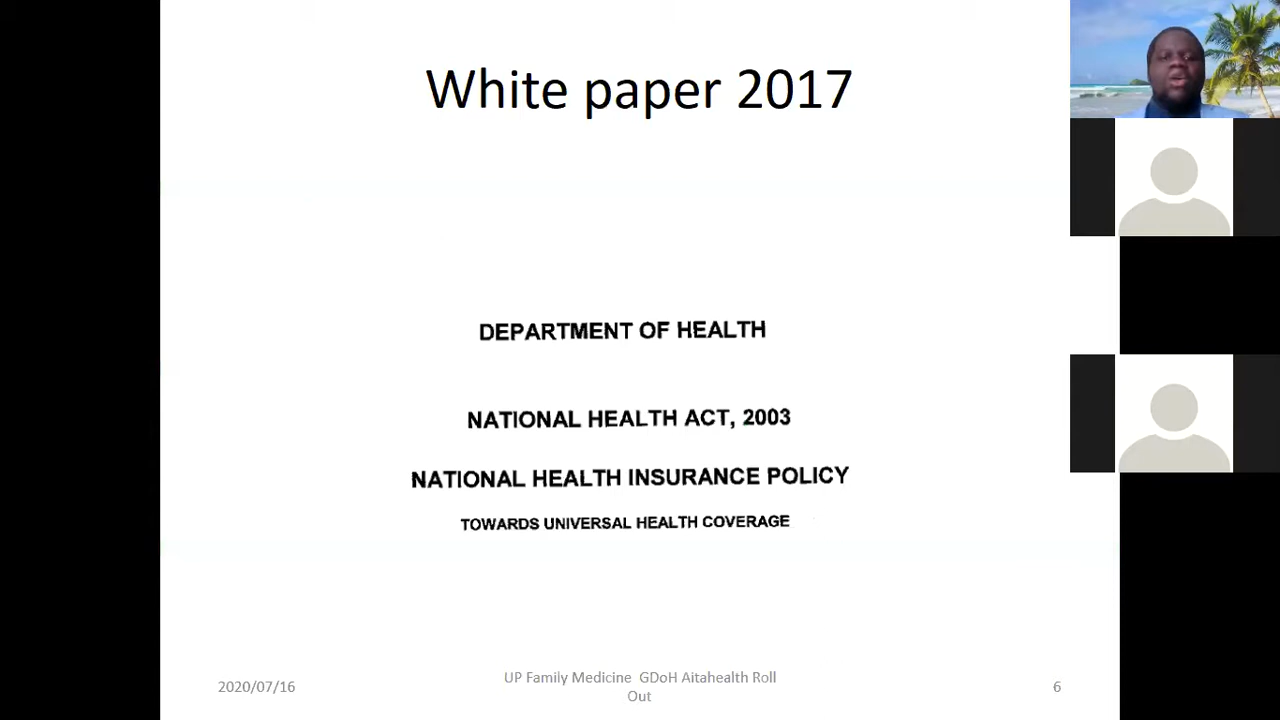 White paper 2017
DEPARTMENT OF HEALTH
NATIONAL HEALTH ACT, 2003
NATIONAL HEALTH INSURANCE POLICY
TOWARDS UNIVERSAL HEALTH COVERAGE
2020/07/16
UP Family Medicine GDoH Aitahealth Roll
Out
6